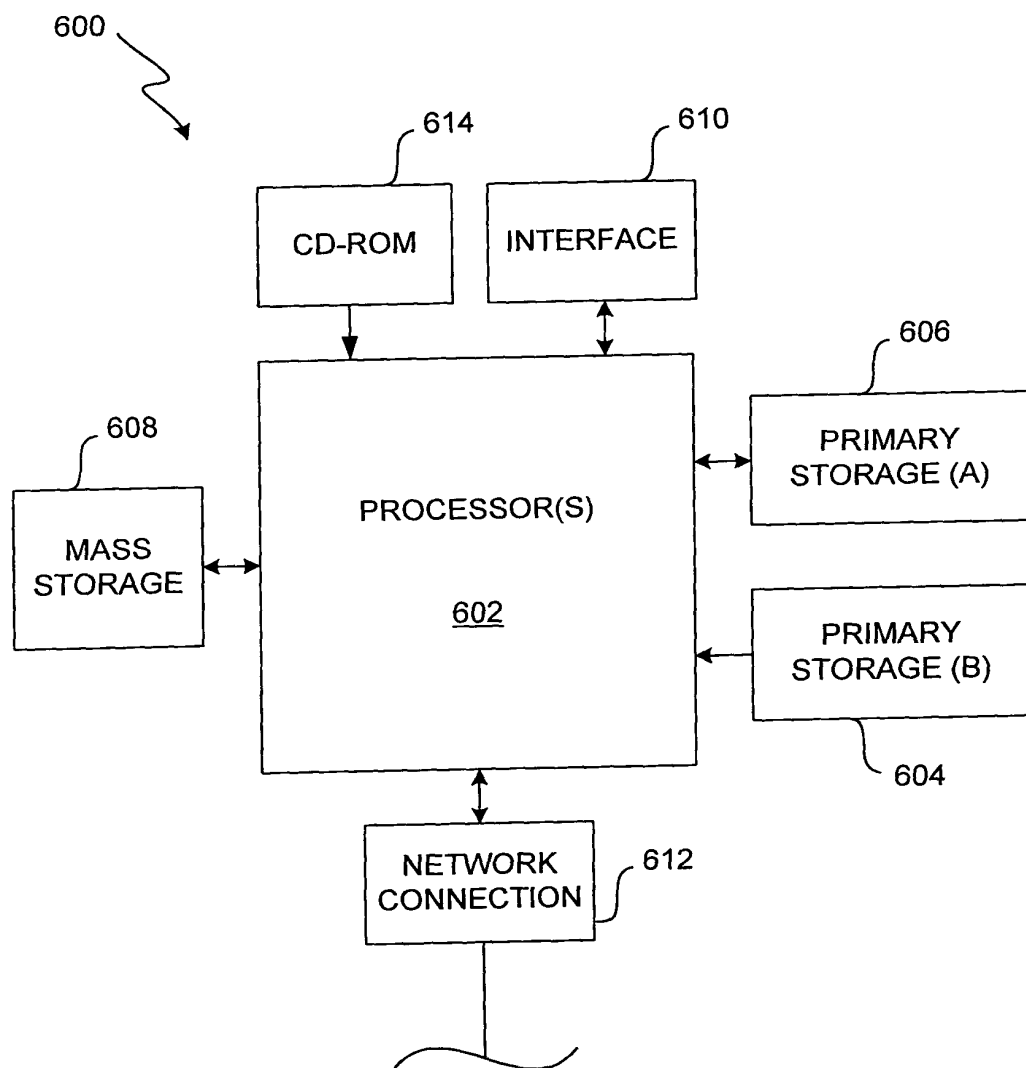 600
614
610
CD-ROM
INTERFACE
606
608
PRIMARY
STORAGE (A)
PROCESSOR(S)
MASS
STORAGE
602
PRIMARY
STORAGE (B)
604
NETWORK
CONNECTION
612